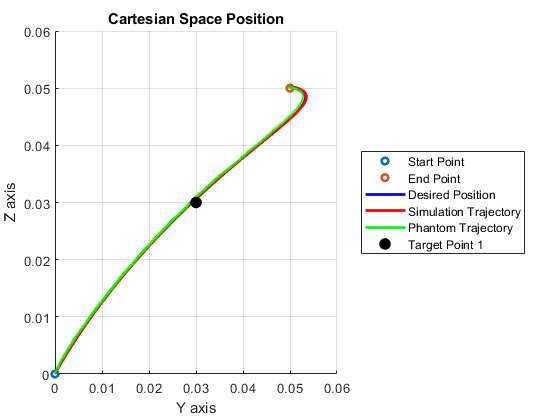 Cartesian Space Position
0.06
0.05
0.04
0.03
0.02
0.01
0
Z axis
0 0.01 0.02 0.03 0.04 0.05 0.06
Y axis
Start Point
End Point
Desired Position
Simulation Trajectory
Phantom Trajectory
Target Point 1